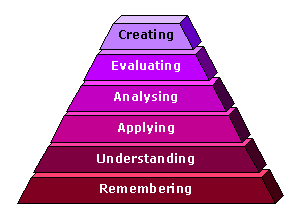 Creating
Evaluating
Analysing
Applying
Understanding
Remembering